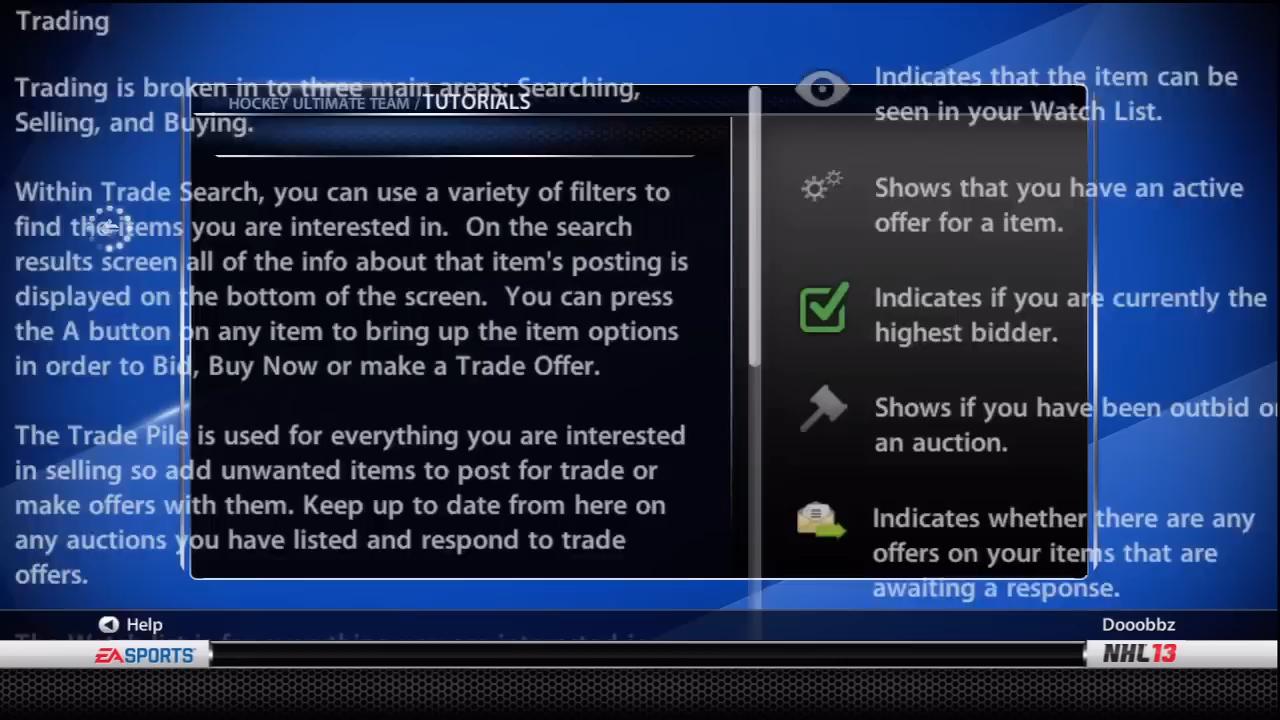 Trading
Trading is broken in to three main areas: Searching,
Selling, and Buying.
HOCKEY ULTIMATE TEAM / TUTORIALS
Within Trade Search, you can use a variety of filters to
find the items you are interested in. On the search
results screen all of the info about that item's posting is
displayed on the bottom of the screen. You can press
the A button on any item to bring up the item options
in order to Bid, Buy Now or make a Trade Offer.
The Trade Pile is used for everything you are interested
in selling so add unwanted items to post for trade or
make offers with them. Keep up to date from here on
any auctions you have listed and respond to trade
offers.
Indicates that the item can be
seen in your Watch List.
Shows that you have an active
offer for a item.
Indicates if you are currently the
highest bidder.
Shows if you have been outbid
an auction.
Indicates whether there are any
offers on your items that are
awaiting a response.
Help
Dooobbz
EA SPORTS
NHL 13